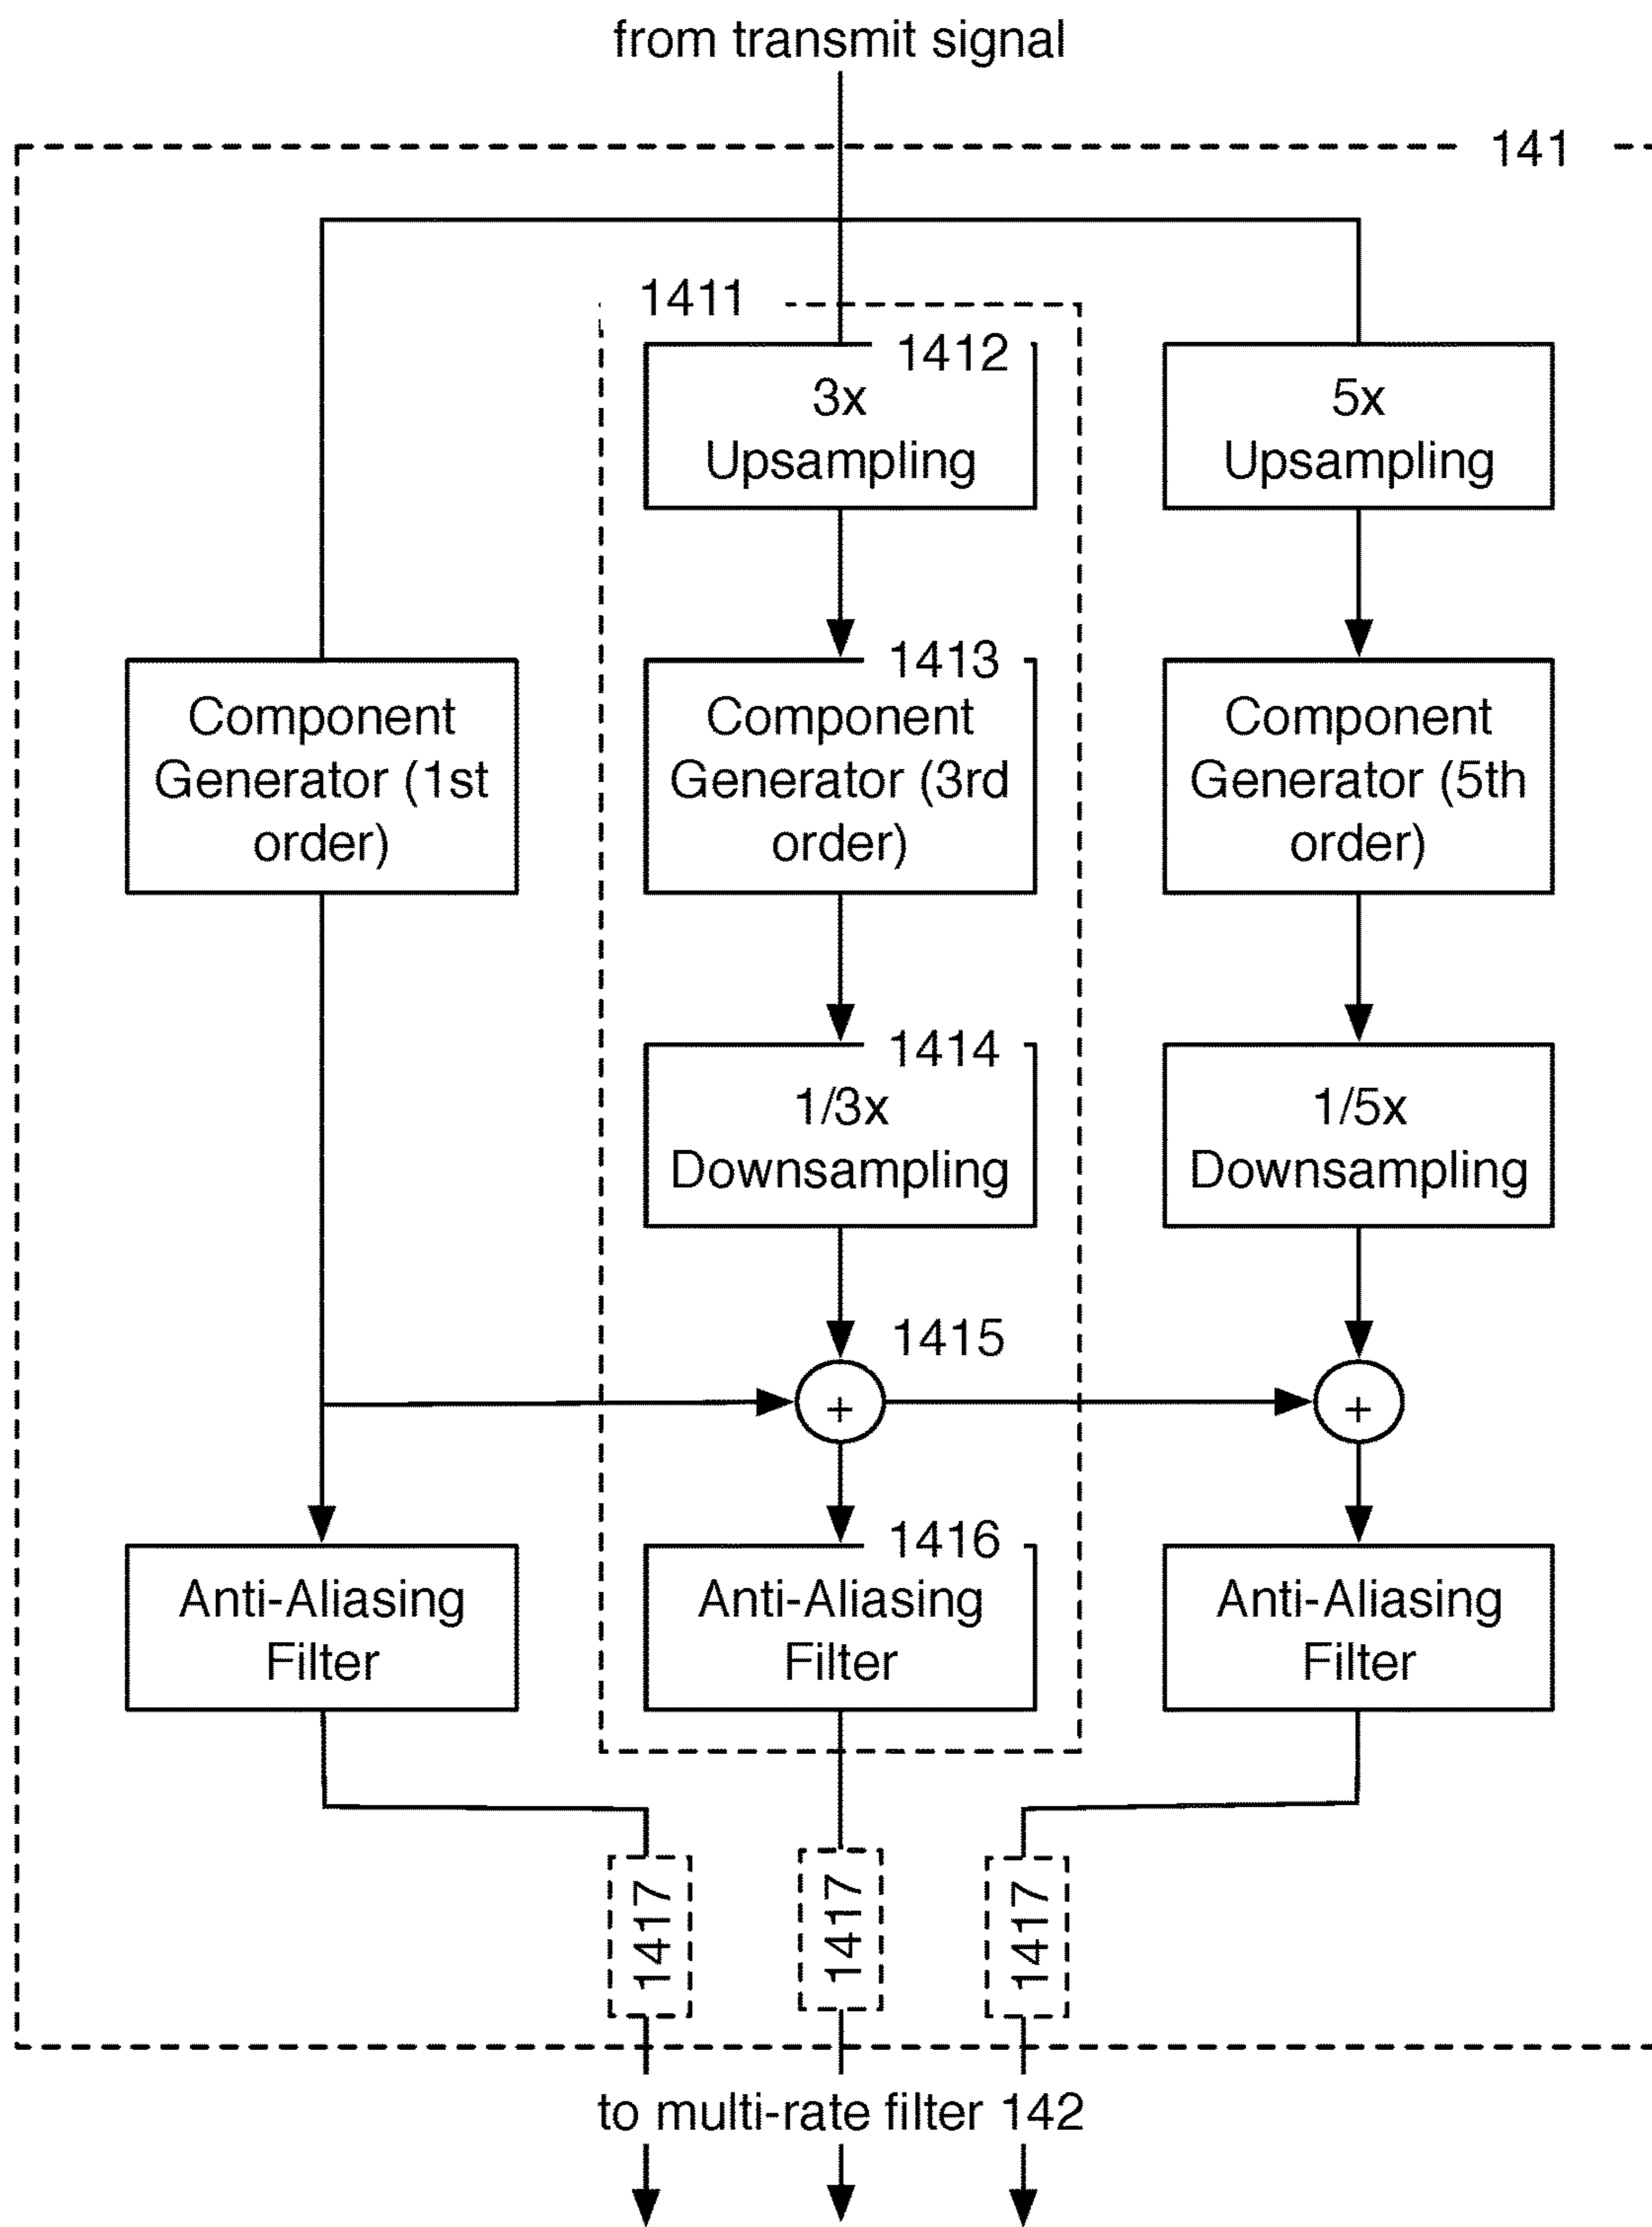 from transmit signal
141
1411
1412
3x
Upsampling
5x
Upsampling
Component
Generator (1st
order)
1413
Component
Generator (3rd
order)
Component
Generator (5th
order)
1414
1/3x
Downsampling
1/5x
Downsampling
1415
+
+
Anti-Aliasing
Filter
1416
Anti-Aliasing
Filter
Anti-Aliasing
Filter
1417
1417
1417
to multi-rate filter 142